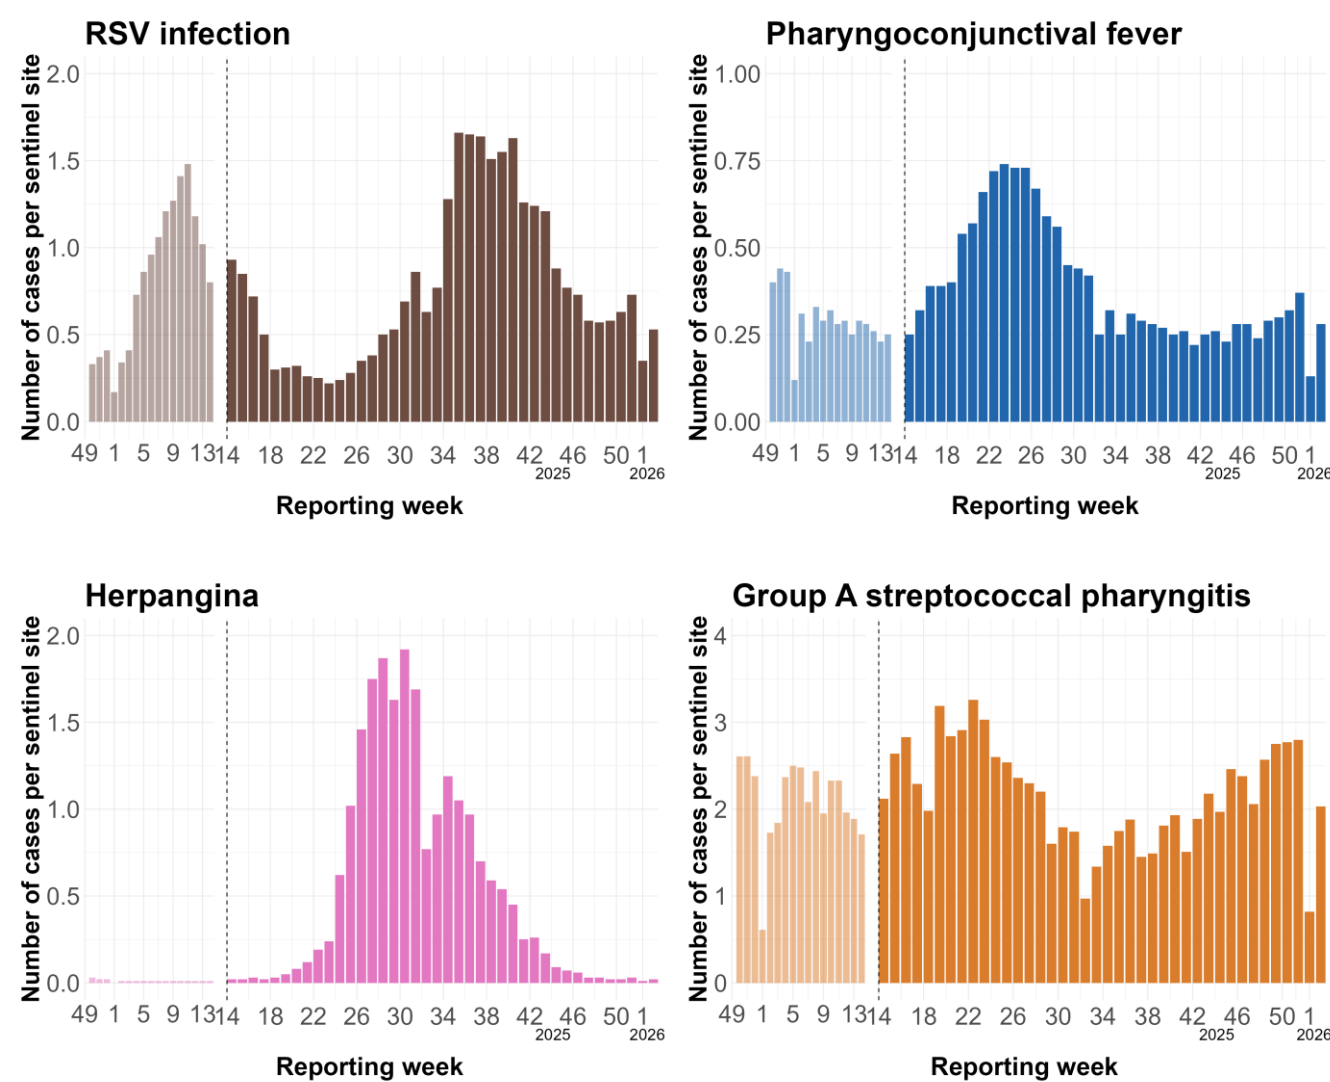 RSV infection
Number of cases per sentinel site
2.0
1.5
1.0
0.5
0.0
49 1 5 9 13 14 18 22 26 30 34 38 42 46 50 1
2025 2026
Reporting week
Pharyngoconjunctival fever
Number of cases per sentinel site
1.00
0.75
0.50
0.25
0.00
49 1 5 9 13 14 18 22 26 30 34 38 42 46 50 1
2025 2026
Reporting week
Herpangina
Number of cases per sentinel site
2.0
1.5
1.0
0.5
0.0
49 1 5 9 13 14 18 22 26 30 34 38 42 46 50 1
2025 2026
Reporting week
Group A streptococcal pharyngitis
Number of cases per sentinel site
4
3
2
1
0
49 1 5 9 13 14 18 22 26 30 34 38 42 46 50 1
2025 2026
Reporting week